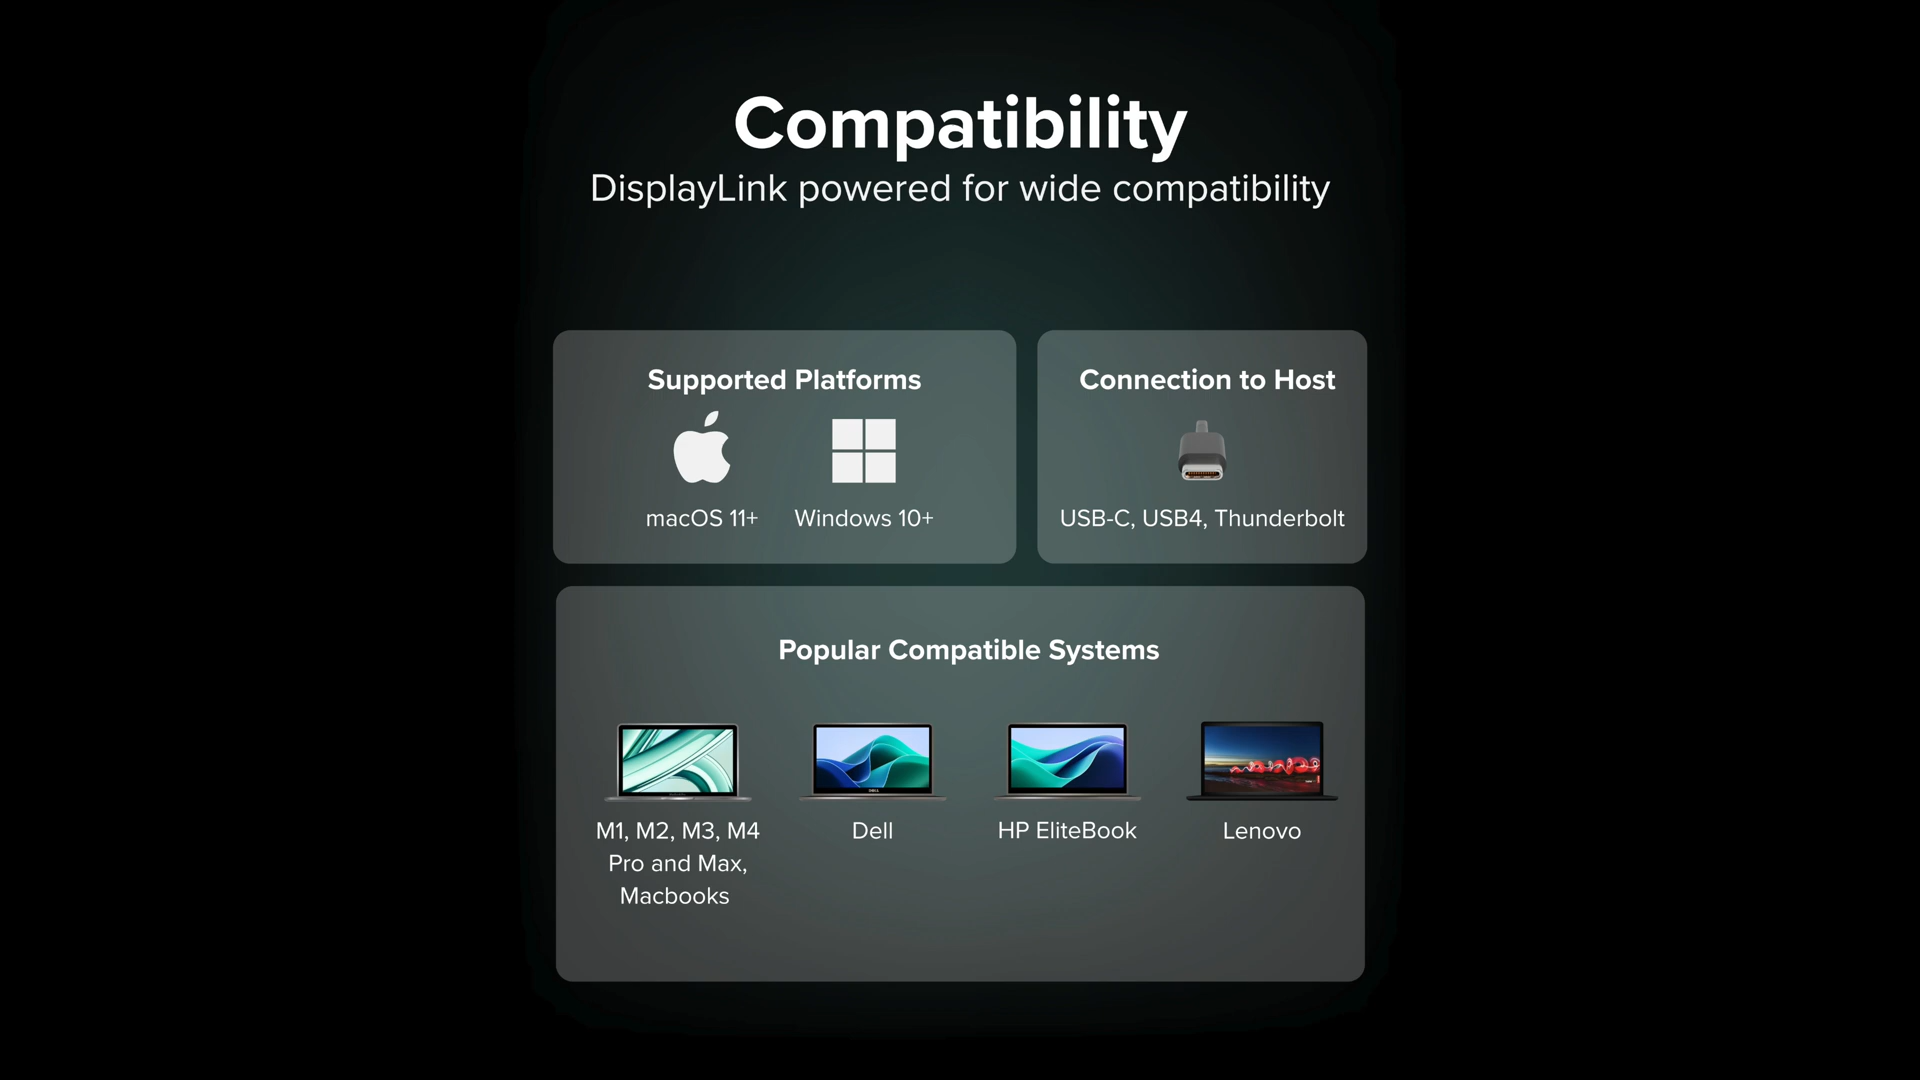 Compatibility
DisplayLink powered for wide compatibility
Supported Platforms
macOS 11+
Windows 10+
Connection to Host
USB-C, USB4, Thunderbolt
Popular Compatible Systems
M1, M2, M3, M4
Pro and Max,
Macbooks
Dell
HP EliteBook
Lenovo